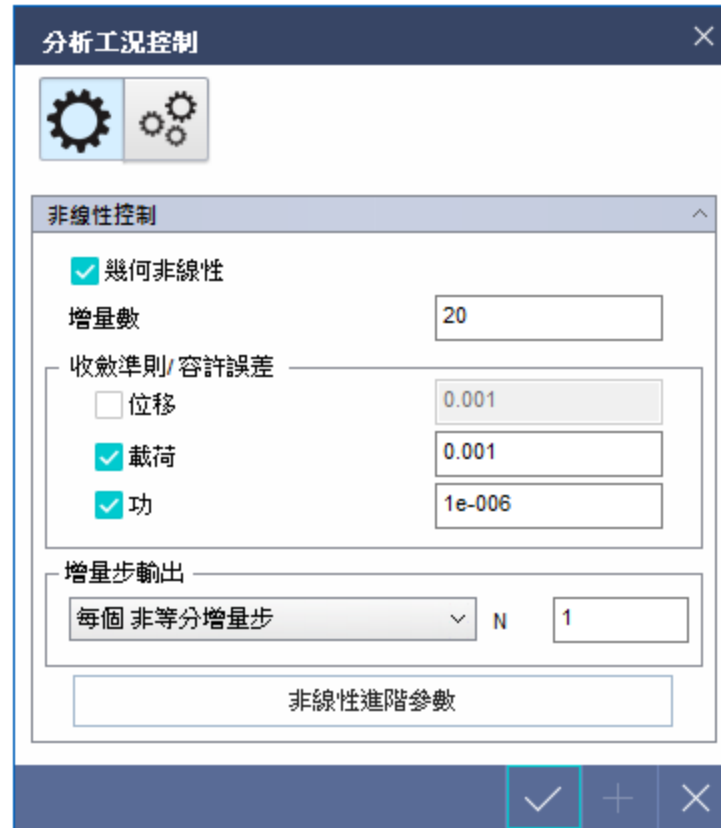 分析工況控制
非線性控制
幾何非線性
增量數 20
收斂準則/ 容許誤差
位移 0.001
載荷 0.001
功 1e-006
增量步輸出
每個 非等分增量步 N 1
非線性進階參數